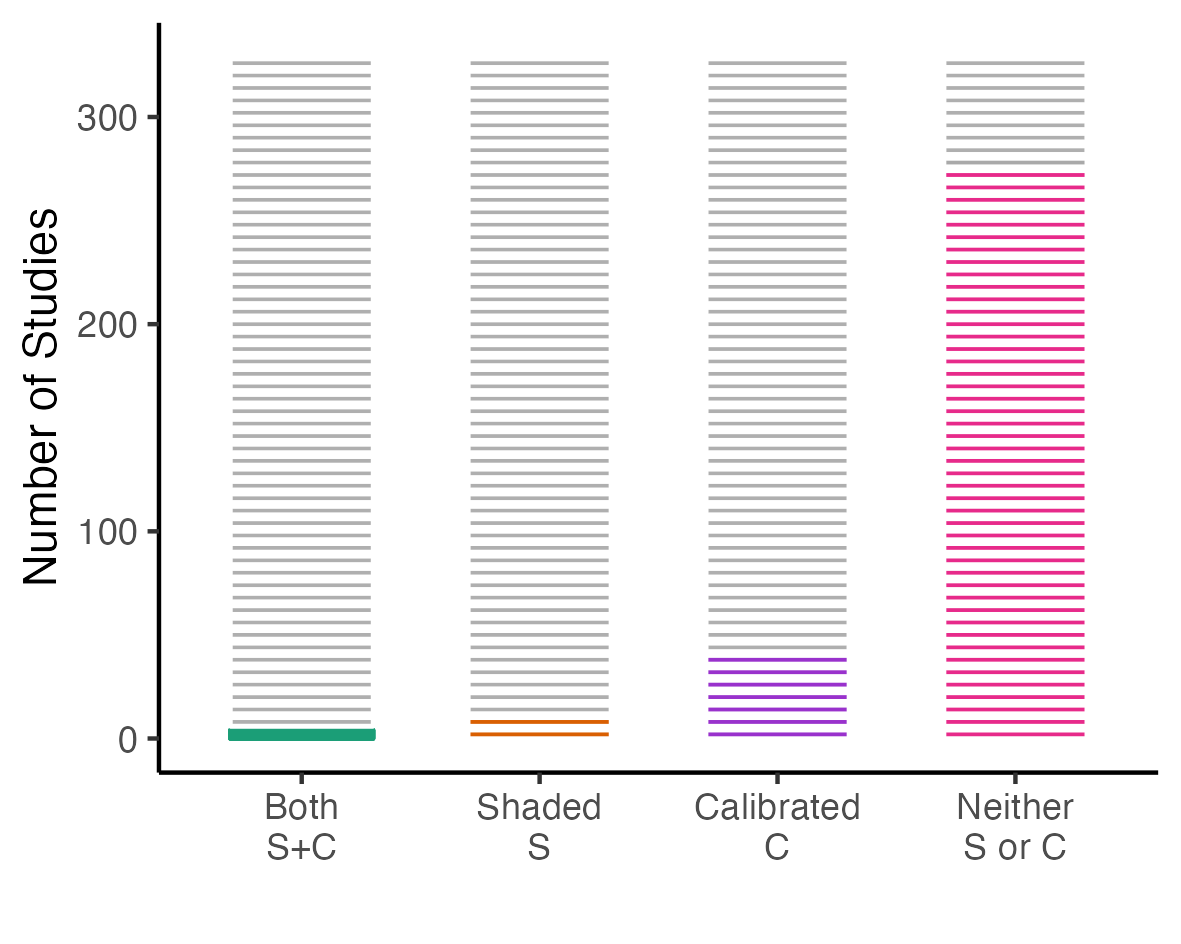 Number of Studies
300
200
100
0
Both
S+C
Shaded
S
Calibrated
C
Neither
S or C